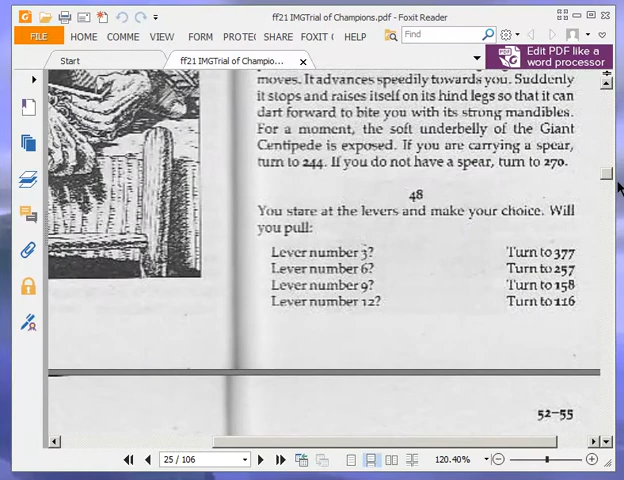 ff21 IMGTrial of Champions.pdf - Foxit Reader
FILE HOME COMME FORM PROTEC SHARE FOXIT C HELP Find
Start ff21 IMGTrial of Champio... Edit PDF like a
word processor
moves. It advances speedily towards you. Suddenly
it stops and raises itself on its hind legs so that it can
dart forward to bite you with its strong mandibles.
For a moment, the soft underbelly of the Giant
Centipede is exposed. If you are carrying a spear,
turn to 244. If you do not have a spear, turn to 270.
48
You stare at the levers and make your choice. Will
you pull:
Lever number 3? Turn to 377
Lever number 6? Turn to 257
Lever number 9? Turn to 158
Lever number 12? Turn to 116
52–55
25 / 106 120.40%